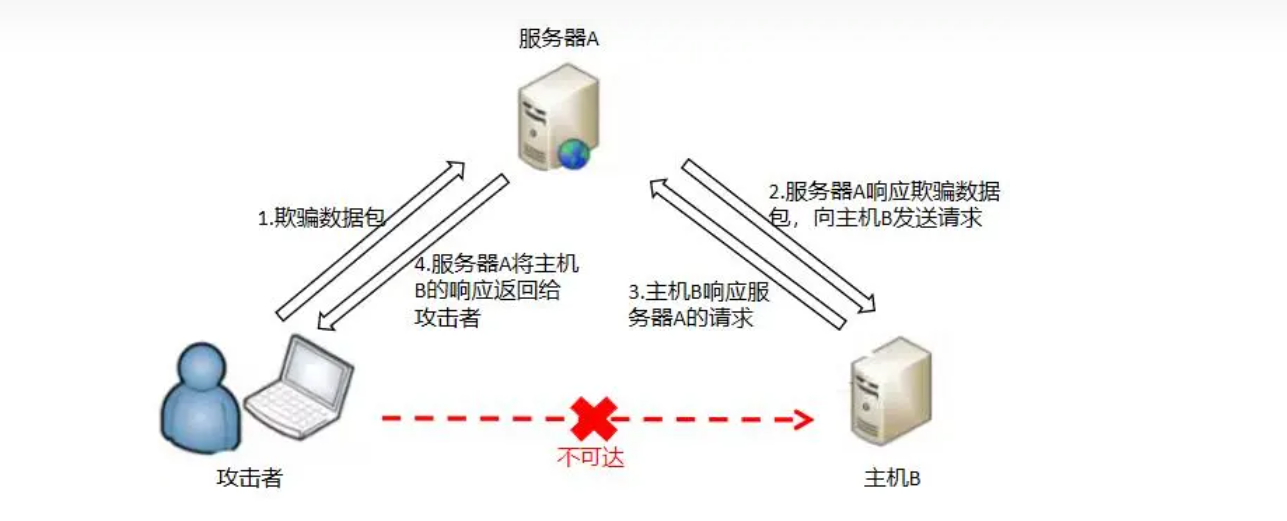 服务器A
1.欺骗数据包
2.服务器A响应欺骗数据
包，向主机B发送请求
4.服务器A将主机
B的响应返回给
攻击者
3.主机B响应服
务器A的请求
不可达
攻击者
主机B